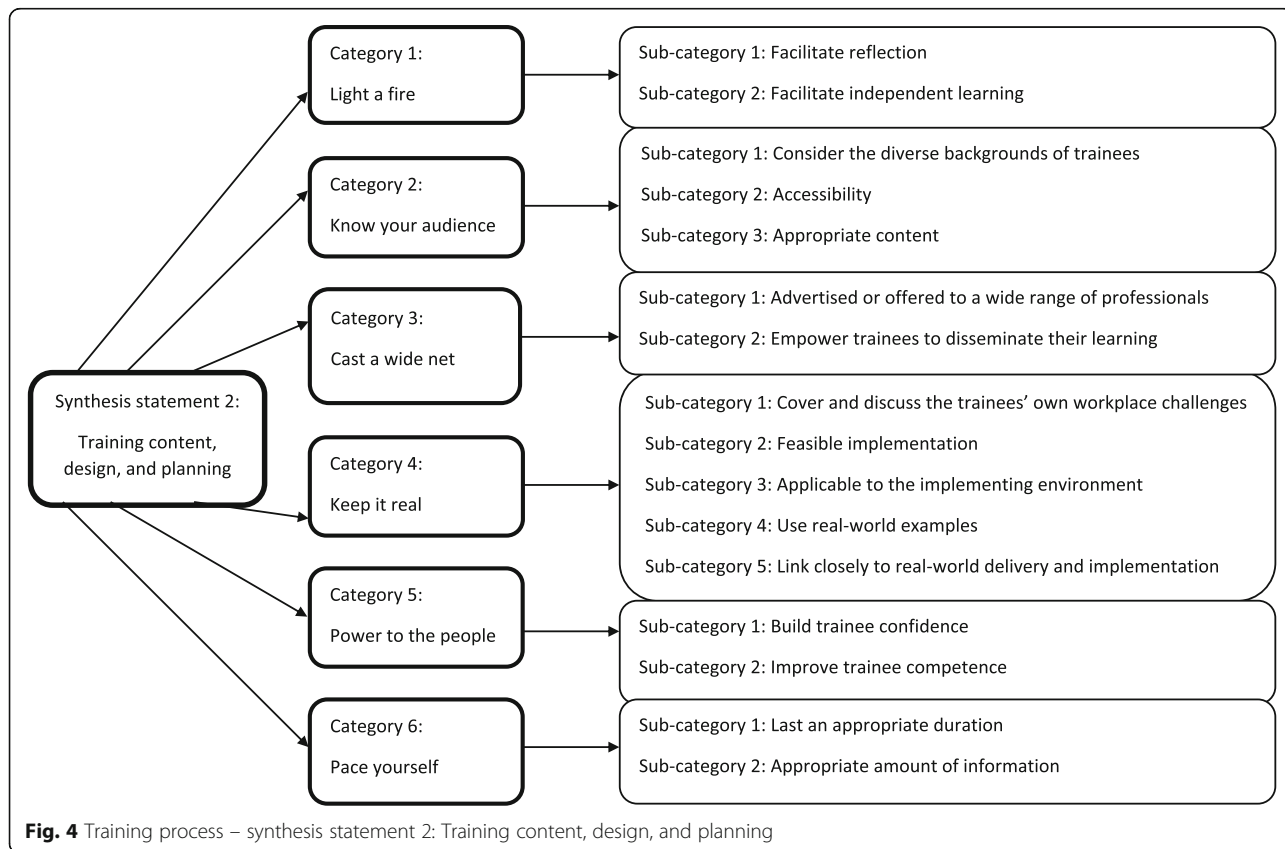 Category 1:
Light a fire
Sub-category 1: Facilitate reflection
Sub-category 2: Facilitate independent learning
Category 2:
Know your audience
Sub-category 1: Consider the diverse backgrounds of trainees
Sub-category 2: Accessibility
Sub-category 3: Appropriate content
Category 3:
Cast a wide net
Sub-category 1: Advertised or offered to a wide range of professionals
Sub-category 2: Empower trainees to disseminate their learning
Synthesis statement 2:
Training content,
design, and planning
Category 4:
Keep it real
Sub-category 1: Cover and discuss the trainees’ own workplace challenges
Sub-category 2: Feasible implementation
Sub-category 3: Applicable to the implementing environment
Sub-category 4: Use real-world examples
Sub-category 5: Link closely to real-world delivery and implementation
Category 5:
Power to the people
Sub-category 1: Build trainee confidence
Sub-category 2: Improve trainee competence
Category 6:
Pace yourself
Sub-category 1: Last an appropriate duration
Sub-category 2: Appropriate amount of information
Fig. 4 Training process – synthesis statement 2: Training content, design, and planning